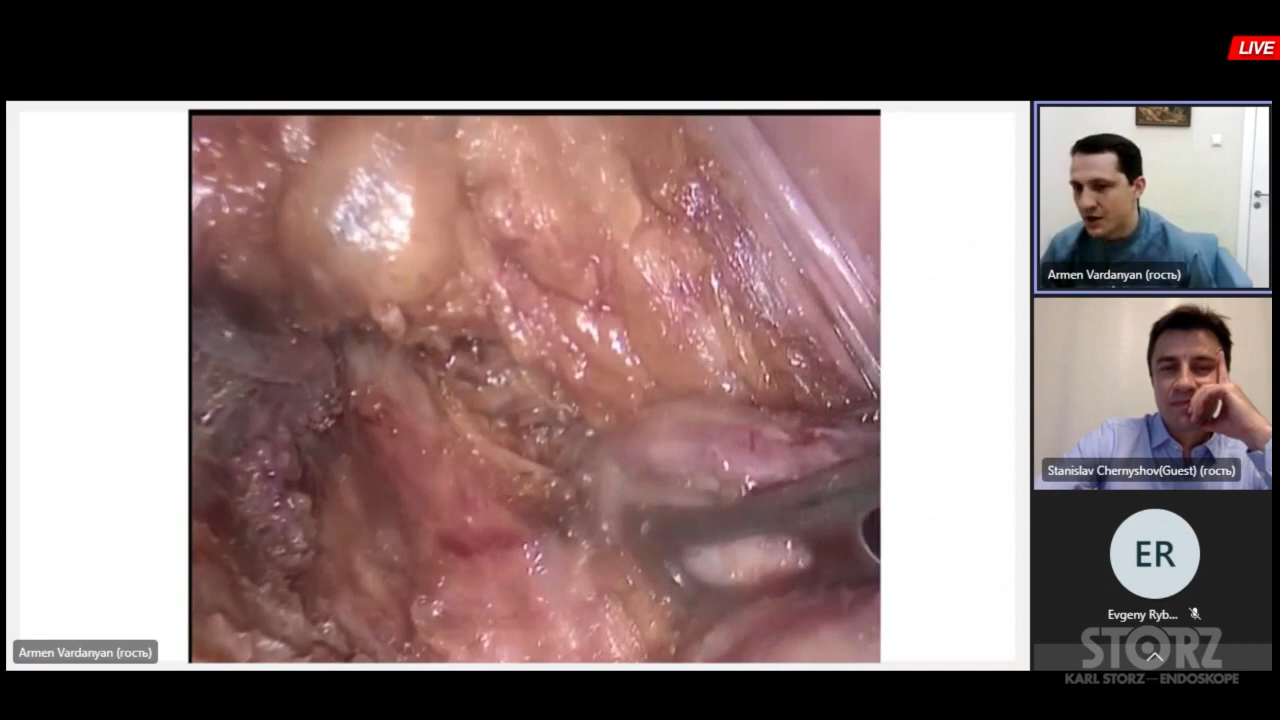 LIVE
Armen Vardanyan (гость)
Stanislav Chernyshov(Guest) (гость)
ER
Evgeny Ryb...
Armen Vardanyan (гость)
STORZ
KARL STORZ—ENDOSKOPE